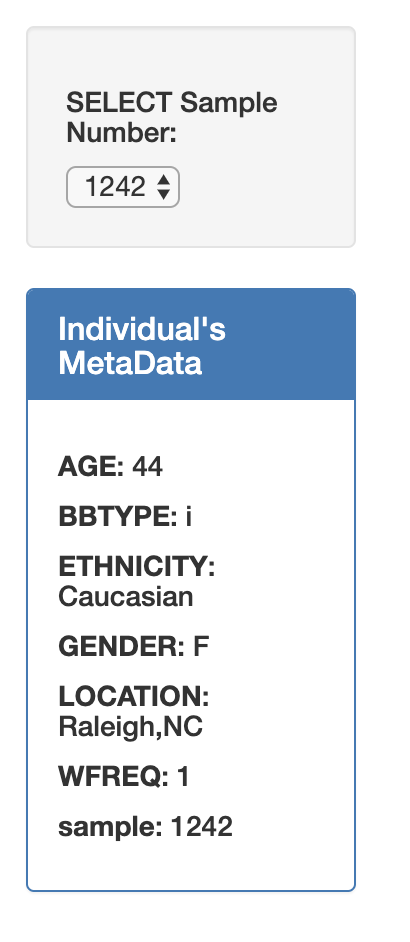 SELECT Sample
Number:
1242
Individual's
MetaData
AGE: 44
BBTYPE: i
ETHNICITY:
Caucasian
GENDER: F
LOCATION:
Raleigh,NC
WFREQ: 1
sample: 1242